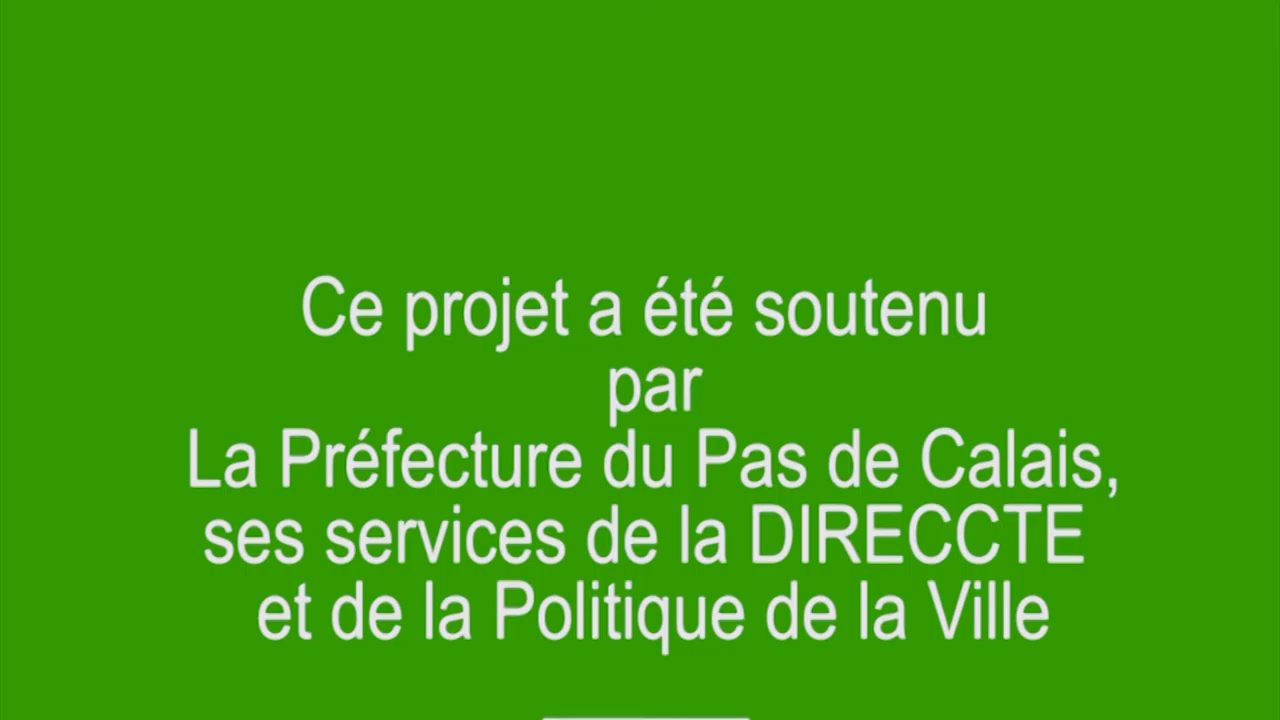 Ce projet a été soutenu
par
La Préfecture du Pas de Calais,
ses services de la DIRECCTE
et de la Politique de la Ville